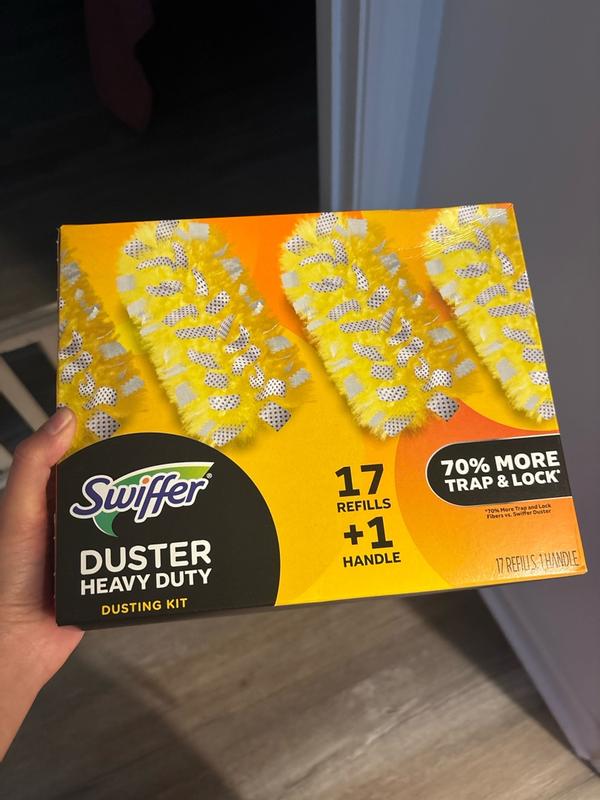 Swiffer
DUSTER
HEAVY DUTY
DUSTING KIT
17
REFILLS
+1
HANDLE
70% MORE
TRAP & LOCK*
*70% More Trap and Lock
Fibers vs. Swiffer Duster
17 REFILLS, 1 HANDLE